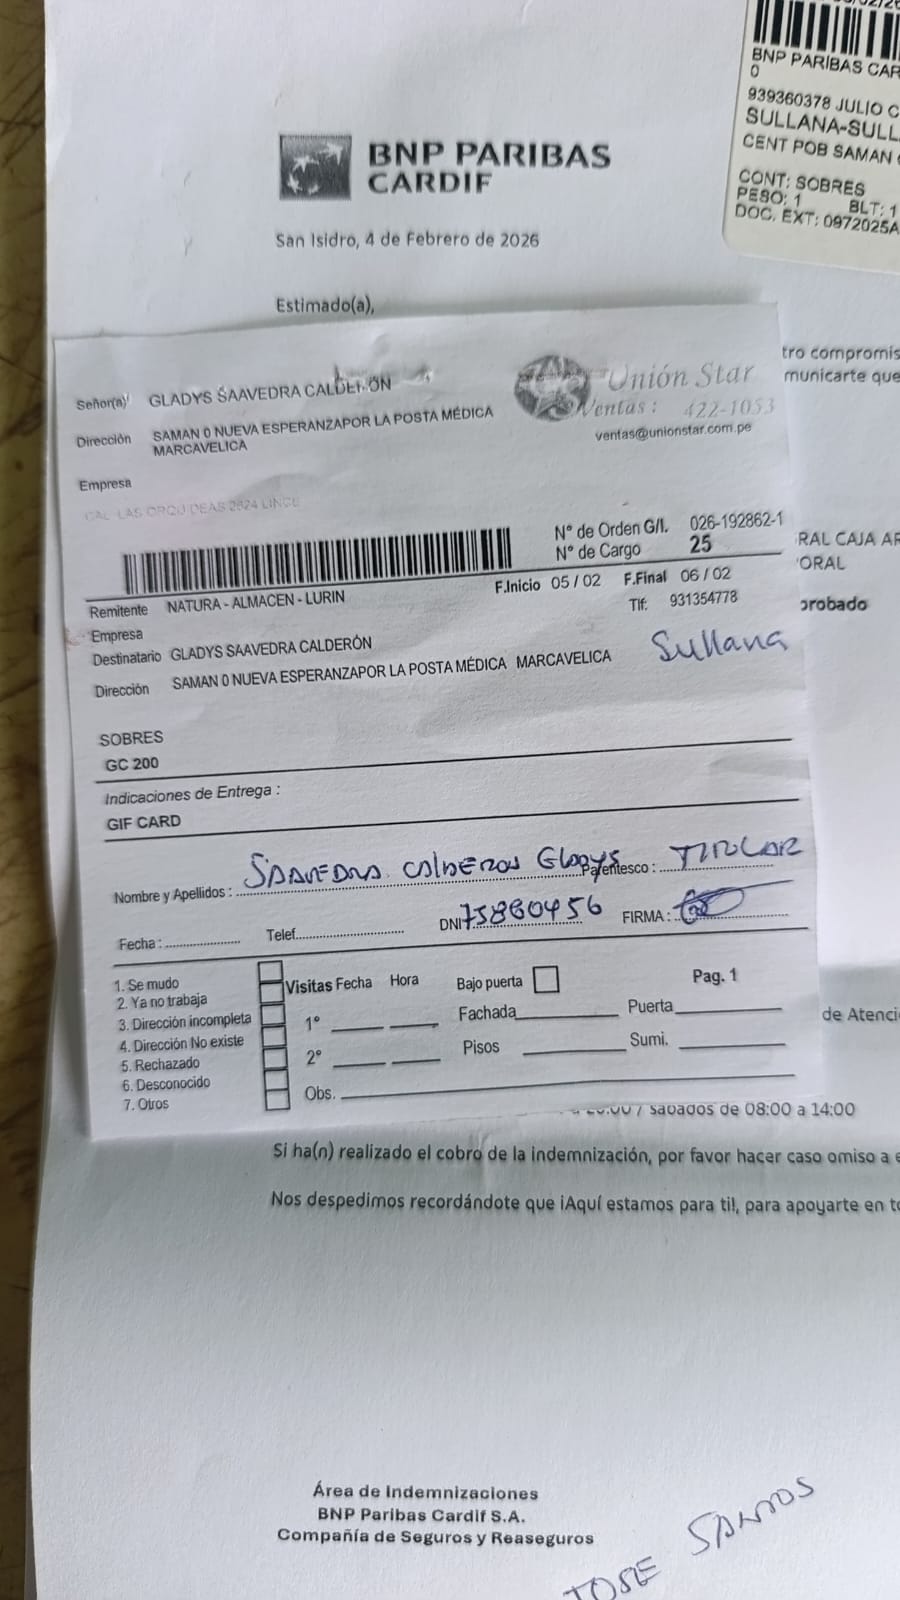 BNP PARIBAS CAR
0
939360378 JULIO C
SULLANA-SULL
CENT POB SAMAN
CONT: SOBRES
PESO: 1 BLT: 1
DOC. EXT: 0972025A
BNP PARIBAS
CARDIF
San Isidro, 4 de Febrero de 2026
Estimado(a),
tro compromis
municarte que
Señor(a) GLADYS SAAVEDRA CALDERÓN
Unión Star
Ventas: 422-1053
ventas@unionstar.com.pe
Dirección SAMAN 0 NUEVA ESPERANZAPOR LA POSTA MÉDICA
MARCAVELICA
Empresa
CAL LAS ORQU DEAS 2624 LINCE
N° de Orden G/I. 026-192862-1
N° de Cargo 25
RAL CAJA AR
ORAL
F.Inicio 05 / 02 F.Final 06 / 02
probado
Remitente NATURA - ALMACEN - LURIN
Tlf: 931354778
Empresa
Destinatario GLADYS SAAVEDRA CALDERÓN
Sullana
Dirección SAMAN 0 NUEVA ESPERANZAPOR LA POSTA MÉDICA MARCAVELICA
SOBRES
GC 200
Indicaciones de Entrega :
GIF CARD
Nombre y Apellidos : SAAVEDRA CALDERON Gladys Parentesco : TITULAR
Fecha : Telef. DNI 75860456 FIRMA :
1. Se mudo
2. Ya no trabaja
3. Dirección incompleta
4. Dirección No existe
5. Rechazado
6. Desconocido
7. Otros
Visitas Fecha Hora Bajo puerta Pag. 1
1° Fachada Puerta
2° Pisos Sumi.
Obs.
de Atenci
/ sábados de 08:00 a 14:00
Si ha(n) realizado el cobro de la indemnización, por favor hacer caso omiso a e
Nos despedimos recordándote que ¡Aquí estamos para ti!, para apoyarte en to
Área de Indemnizaciones
BNP Paribas Cardif S.A.
Compañía de Seguros y Reaseguros
JOSE SANTOS